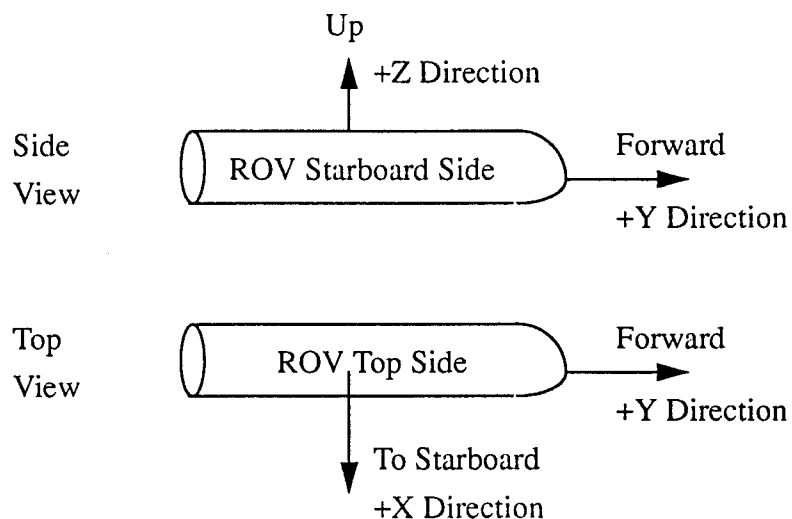 Up
+Z Direction
Side
View
ROV Starboard Side
Forward
+Y Direction
Top
View
ROV Top Side
Forward
+Y Direction
To Starboard
+X Direction